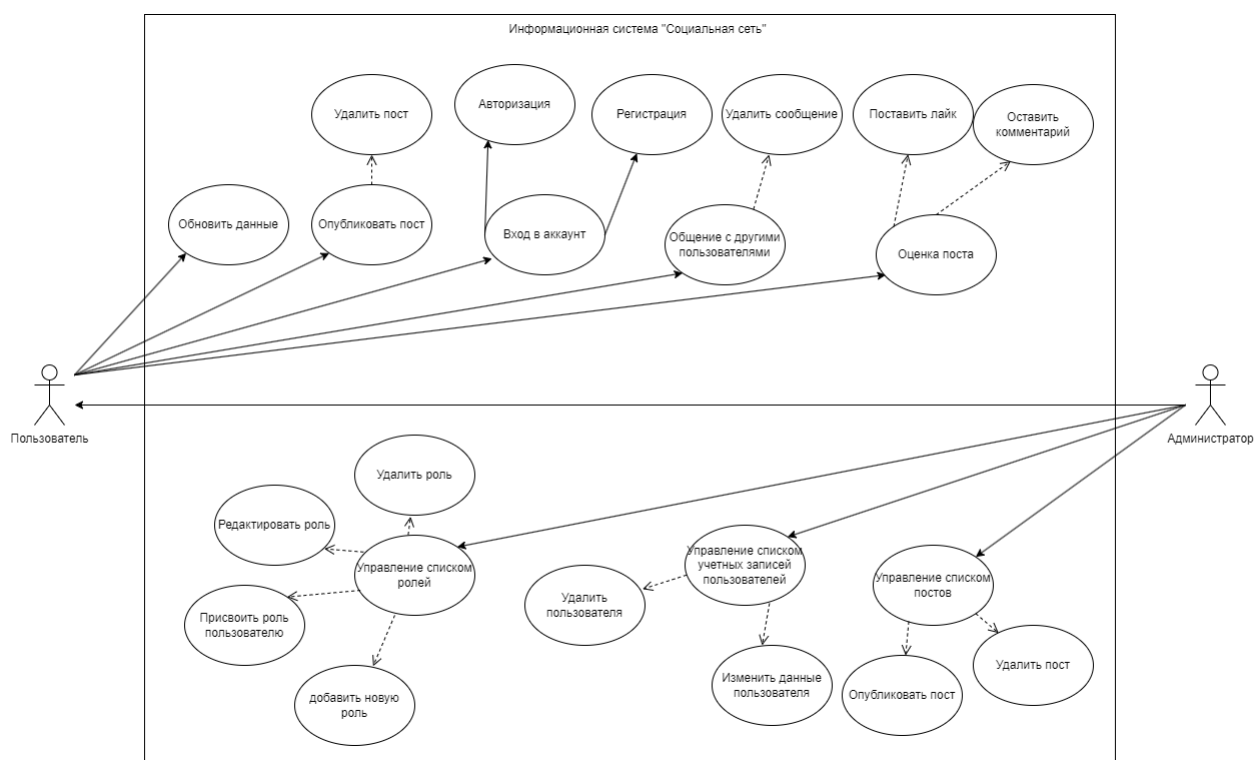 Информационная система "Социальная сеть"
Удалить пост
Авторизация
Регистрация
Удалить сообщение
Поставить лайк
Оставить
комментарий
Обновить данные
Опубликовать пост
Вход в аккаунт
Общение с другими
пользователями
Оценка поста
Пользователь
Администратор
Удалить роль
Редактировать роль
Управление списком
ролей
Присвоить роль
пользователю
добавить новую
роль
Управление списком
учетных записей
пользователей
Удалить
пользователя
Изменить данные
пользователя
Управление списком
постов
Опубликовать пост
Удалить пост